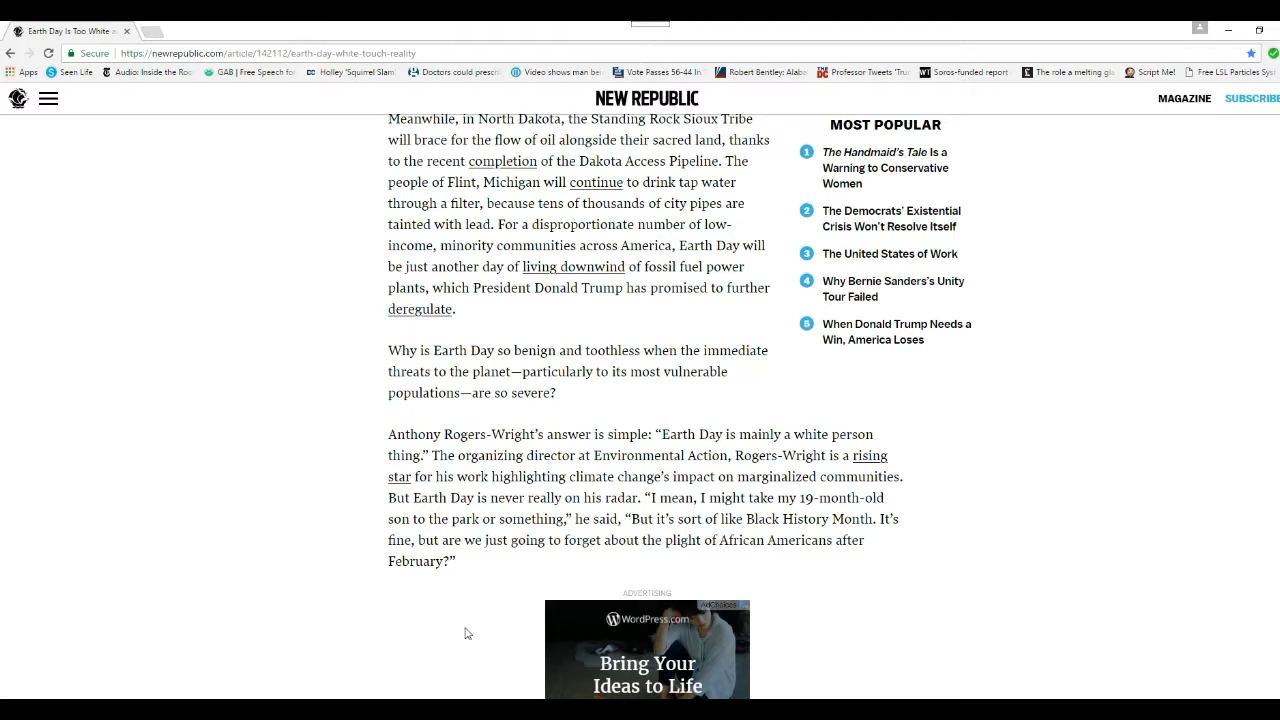 Earth Day Is Too White a
Secure https://newrepublic.com/article/142112/earth-day-white-touch-reality
Apps Seen Life Audio: Inside the Roo GAB | Free Speech fo Holley 'Squirrel Slam' Doctors could prescri Video shows man be Vote Passes 56-44 In Robert Bentley: Alaba Professor Tweets 'Tru Soros-funded report The role a melting gla Script Me! Free LSL Particles Sys
NEW REPUBLIC
MAGAZINE SUBSCRIBE
Meanwhile, in North Dakota, the Standing Rock Sioux Tribe
will brace for the flow of oil alongside their sacred land, thanks
to the recent completion of the Dakota Access Pipeline. The
people of Flint, Michigan will continue to drink tap water
through a filter, because tens of thousands of city pipes are
tainted with lead. For a disproportionate number of low-
income, minority communities across America, Earth Day will
be just another day of living downwind of fossil fuel power
plants, which President Donald Trump has promised to further
deregulate.
Why is Earth Day so benign and toothless when the immediate
threats to the planet—particularly to its most vulnerable
populations—are so severe?
Anthony Rogers-Wright's answer is simple: “Earth Day is mainly a white person
thing.” The organizing director at Environmental Action, Rogers-Wright is a rising
star for his work highlighting climate change's impact on marginalized communities.
But Earth Day is never really on his radar. “I mean, I might take my 19-month-old
son to the park or something,” he said, “But it's sort of like Black History Month. It's
fine, but are we just going to forget about the plight of African Americans after
February?”
MOST POPULAR
1 The Handmaid's Tale Is a
Warning to Conservative
Women
2 The Democrats' Existential
Crisis Won't Resolve Itself
3 The United States of Work
4 Why Bernie Sanders's Unity
Tour Failed
5 When Donald Trump Needs a
Win, America Loses
ADVERTISING
AdChoices
WordPress.com
Bring Your
Ideas to Life